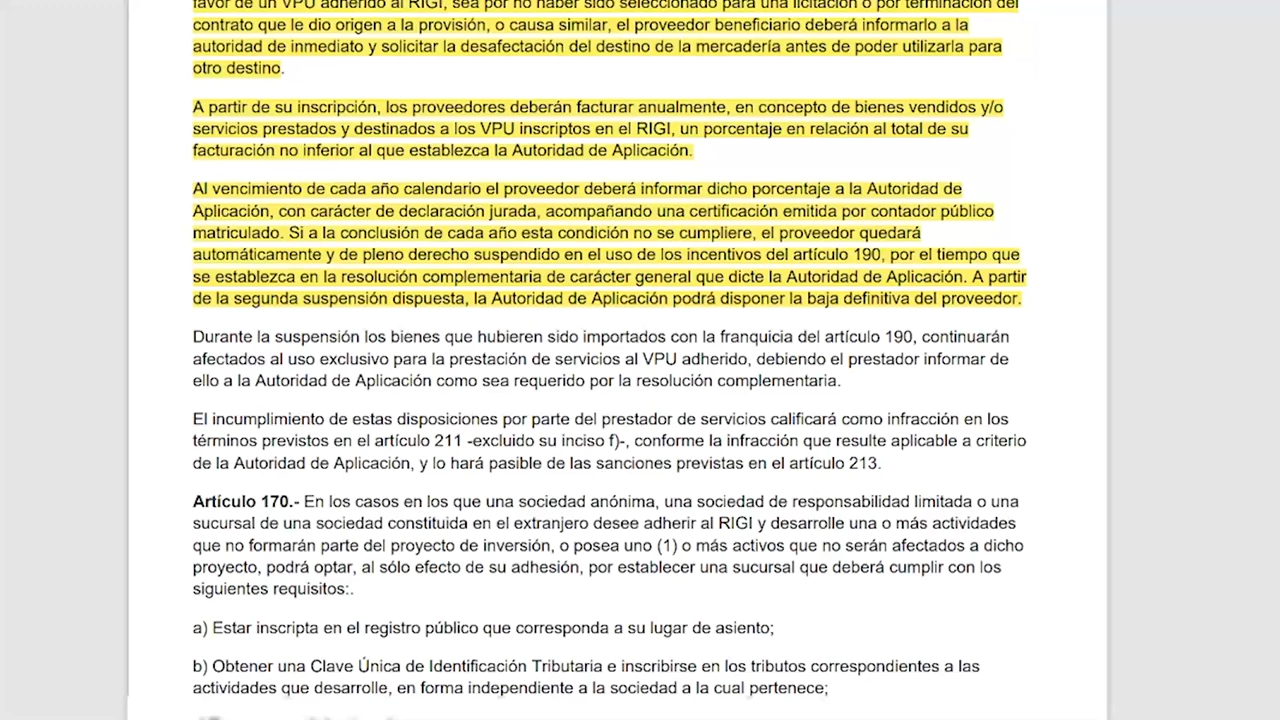 favor de un VPU adherido al RIGI, sea por no haber sido seleccionado para una licitación o por terminación del
contrato que le dio origen a la provisión, o causa similar, el proveedor beneficiario deberá informarlo a la
autoridad de inmediato y solicitar la desafectación del destino de la mercadería antes de poder utilizarla para
otro destino.
A partir de su inscripción, los proveedores deberán facturar anualmente, en concepto de bienes vendidos y/o
servicios prestados y destinados a los VPU inscriptos en el RIGI, un porcentaje en relación al total de su
facturación no inferior al que establezca la Autoridad de Aplicación.
Al vencimiento de cada año calendario el proveedor deberá informar dicho porcentaje a la Autoridad de
Aplicación, con carácter de declaración jurada, acompañando una certificación emitida por contador público
matriculado. Si a la conclusión de cada año esta condición no se cumpliere, el proveedor quedará
automáticamente y de pleno derecho suspendido en el uso de los incentivos del artículo 190, por el tiempo que
se establezca en la resolución complementaria de carácter general que dicte la Autoridad de Aplicación. A partir
de la segunda suspensión dispuesta, la Autoridad de Aplicación podrá disponer la baja definitiva del proveedor.
Durante la suspensión los bienes que hubieren sido importados con la franquicia del artículo 190, continuarán
afectados al uso exclusivo para la prestación de servicios al VPU adherido, debiendo el prestador informar de
ello a la Autoridad de Aplicación como sea requerido por la resolución complementaria.
El incumplimiento de estas disposiciones por parte del prestador de servicios calificará como infracción en los
términos previstos en el artículo 211 -excluido su inciso f)-, conforme la infracción que resulte aplicable a criterio
de la Autoridad de Aplicación, y lo hará pasible de las sanciones previstas en el artículo 213.
Artículo 170.- En los casos en los que una sociedad anónima, una sociedad de responsabilidad limitada o una
sucursal de una sociedad constituida en el extranjero desee adherir al RIGI y desarrolle una o más actividades
que no formarán parte del proyecto de inversión, o posea uno (1) o más activos que no serán afectados a dicho
proyecto, podrá optar, al sólo efecto de su adhesión, por establecer una sucursal que deberá cumplir con los
siguientes requisitos:.
a) Estar inscripta en el registro público que corresponda a su lugar de asiento;
b) Obtener una Clave Única de Identificación Tributaria e inscribirse en los tributos correspondientes a las
actividades que desarrolle, en forma independiente a la sociedad a la cual pertenece;